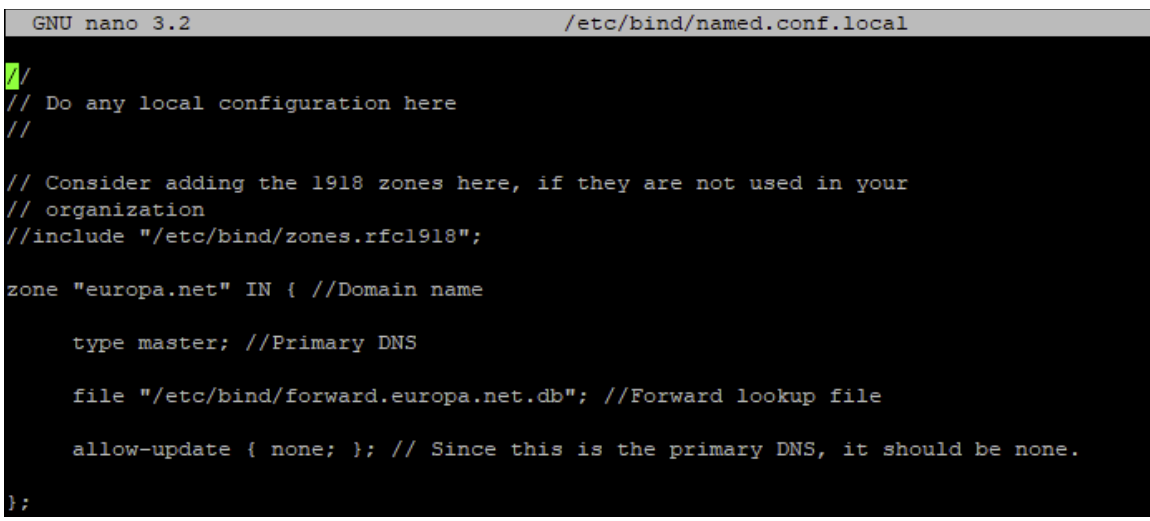 GNU nano 3.2 /etc/bind/named.conf.local
//
// Do any local configuration here
//
// Consider adding the 1918 zones here, if they are not used in your
// organization
//include "/etc/bind/zones.rfc1918";
zone "europa.net" IN { //Domain name
type master; //Primary DNS
file "/etc/bind/forward.europa.net.db"; //Forward lookup file
allow-update { none; }; // Since this is the primary DNS, it should be none.
};